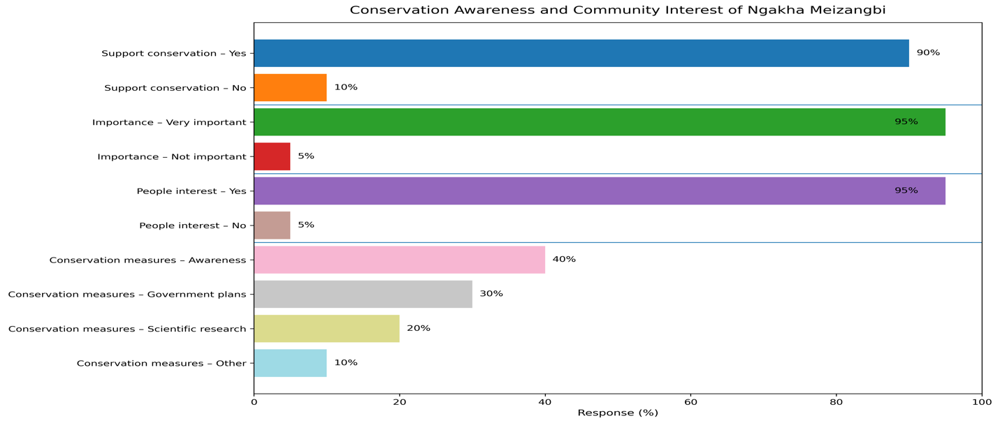 Conservation Awareness and Community Interest of Ngakha Meizangbi
Support conservation – Yes 90%
Support conservation – No 10%
Importance – Very important 95%
Importance – Not important 5%
People interest – Yes 95%
People interest – No 5%
Conservation measures – Awareness 40%
Conservation measures – Government plans 30%
Conservation measures – Scientific research 20%
Conservation measures – Other 10%
0 20 40 60 80 100
Response (%)